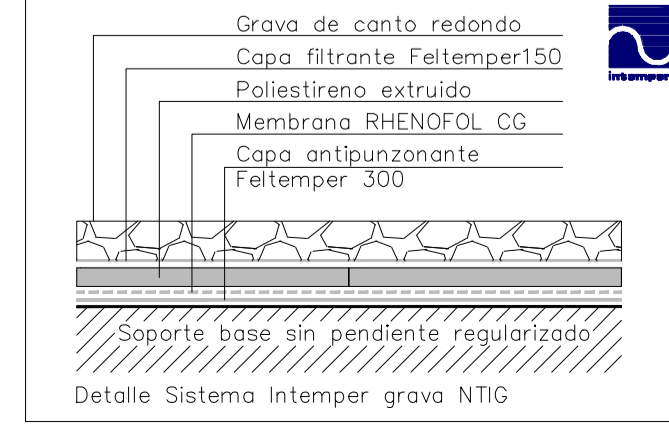 Grava de canto redondo
Capa filtrante Feltemper150
Poliestireno extruido
Membrana RHENOFOL CG
Capa antipunzonante
Feltemper 300
intemper
Soporte base sin pendiente regularizado
Detalle Sistema Intemper grava NTIG